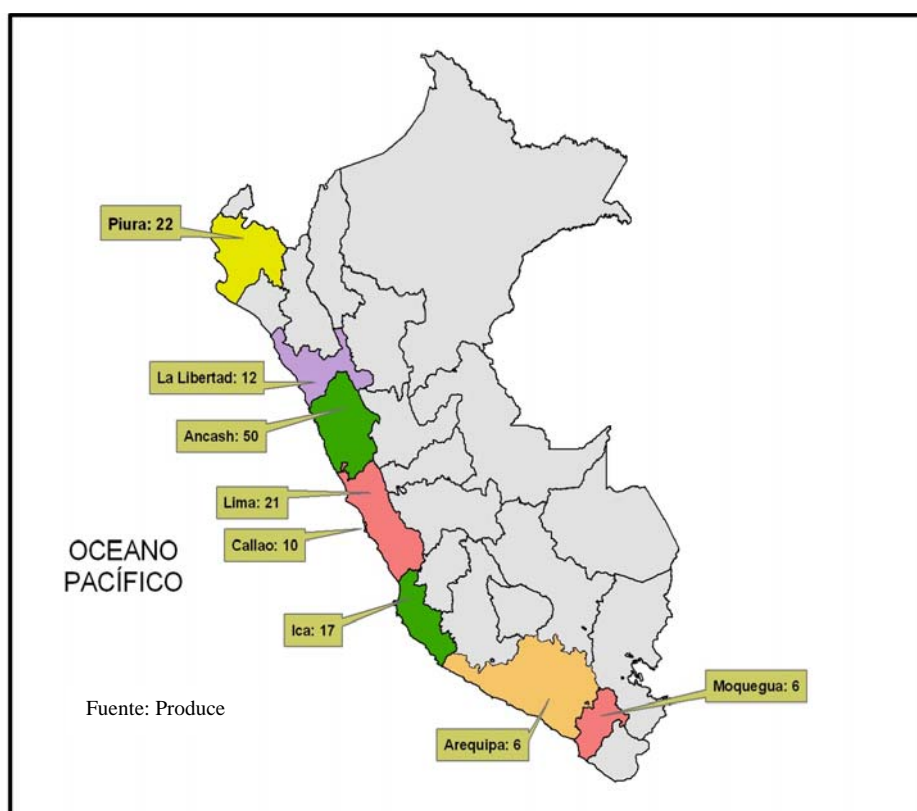 Piura: 22
La Libertad: 12
Ancash: 50
Lima: 21
Callao: 10
OCEANO
PACÍFICO
Ica: 17
Moquegua: 6
Fuente: Produce
Arequipa: 6